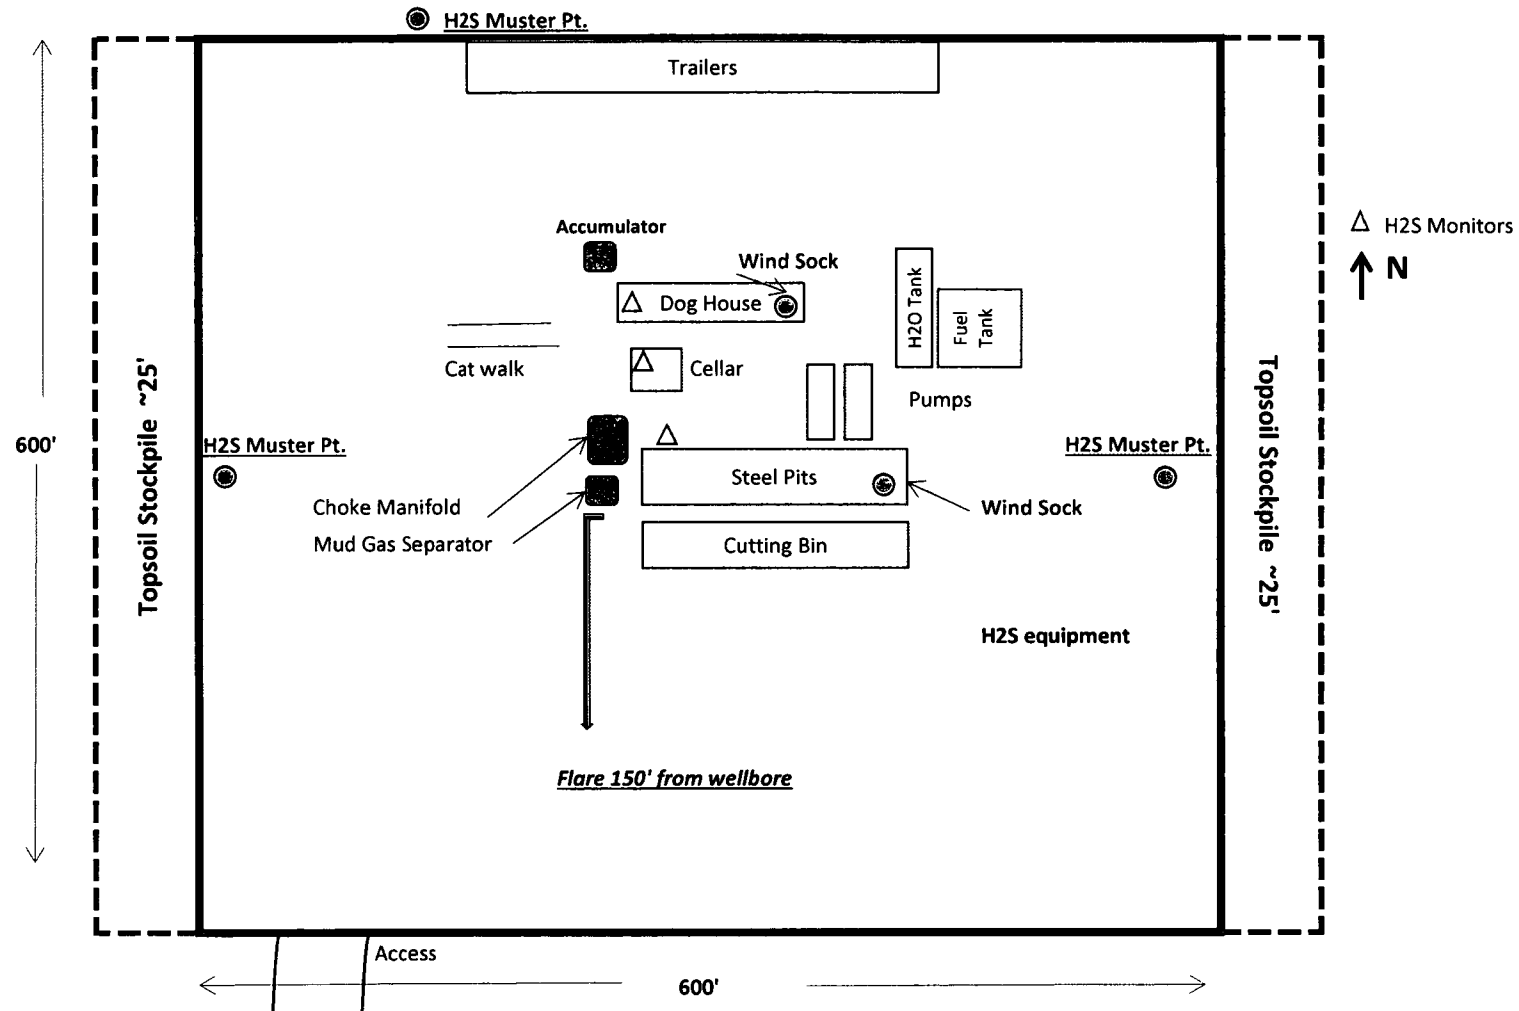 H2S Muster Pt.
Trailers
Accumulator
Wind Sock
Dog House
H2O Tank
Fuel
Tank
H2S Monitors
N
Cat walk
Cellar
Pumps
600'
Topsoil Stockpile ~25'
H2S Muster Pt.
H2S Muster Pt.
Topsoil Stockpile ~25'
Steel Pits
Choke Manifold
Wind Sock
Mud Gas Separator
Cutting Bin
H2S equipment
Flare 150' from wellbore
Access
600'